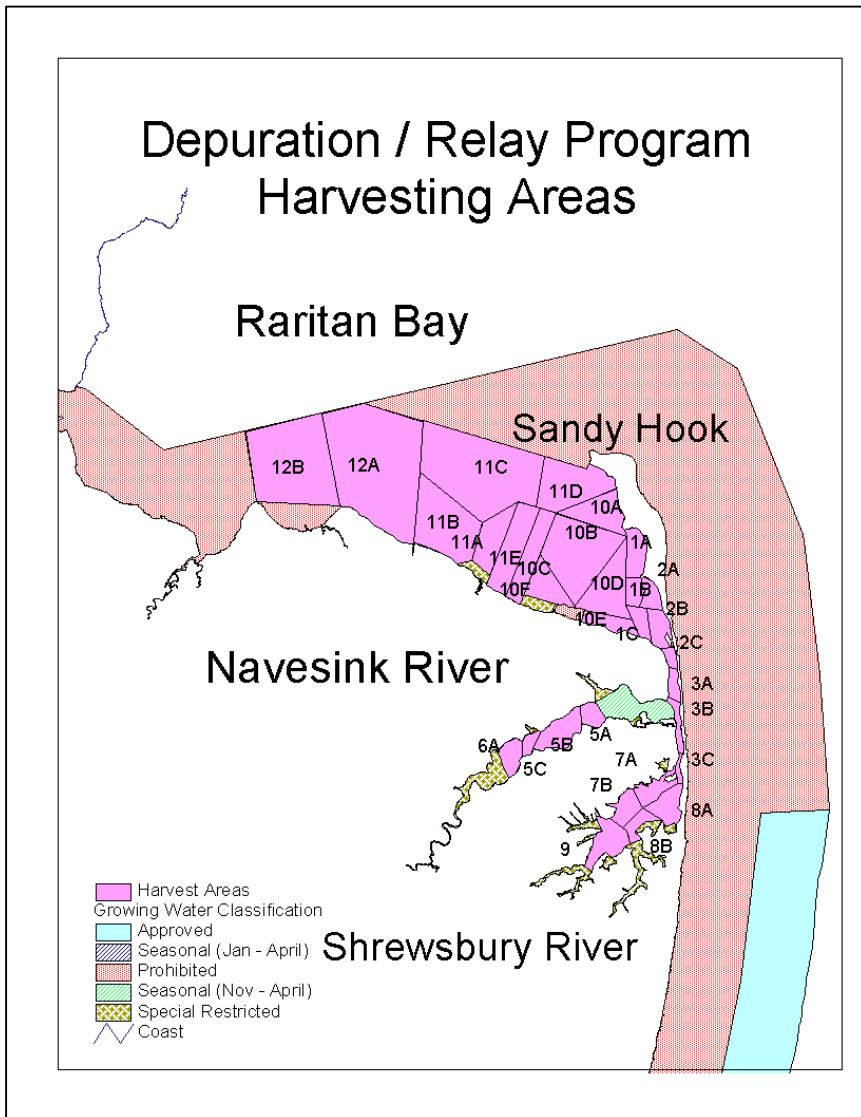 Depuration / Relay Program
Harvesting Areas
Raritan Bay
Sandy Hook
12B
12A
11C
11D
10A
11B
10B
1A
11A
11E
10C
2A
10D
1B
10F
2B
10E
1C
2C
Navesink River
3A
3B
5A
6A
5B
7A
3C
5C
7B
8A
9
8B
Harvest Areas
Growing Water Classification
Approved
Seasonal (Jan - April)
Shrewsbury River
Prohibited
Seasonal (Nov - April)
Special Restricted
Coast